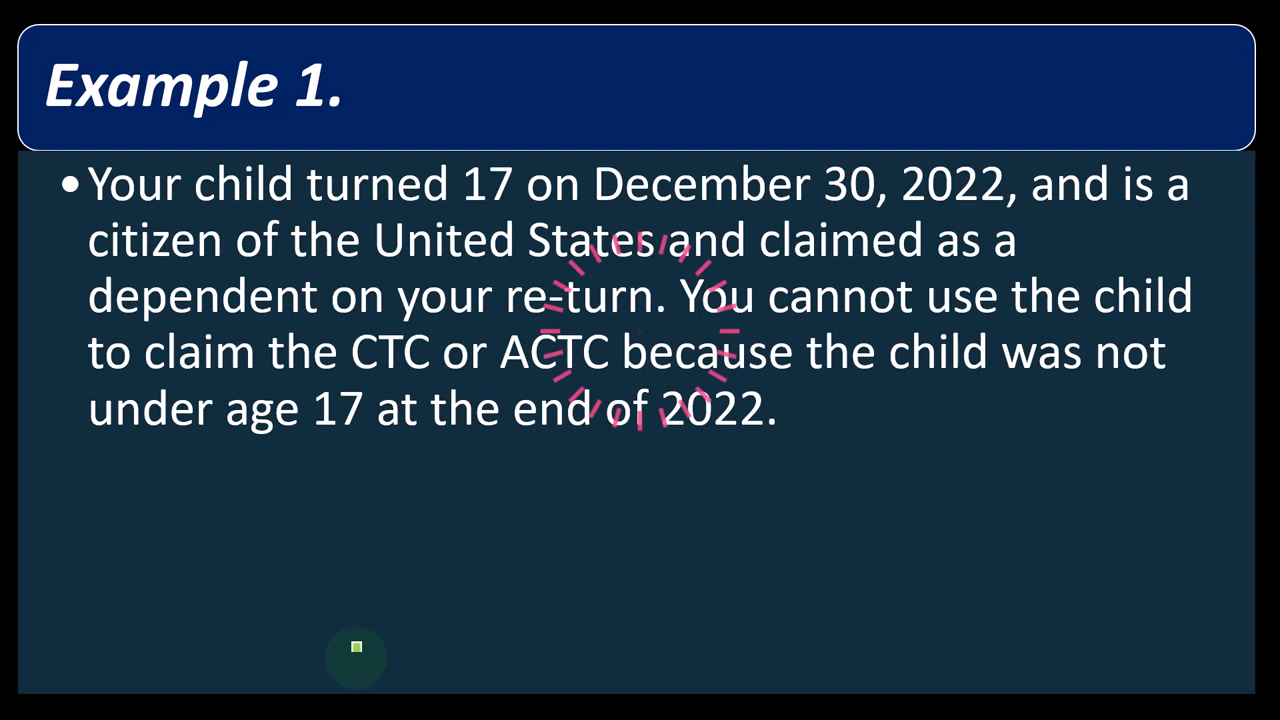 Example 1.
•Your child turned 17 on December 30, 2022, and is a
citizen of the United States and claimed as a
dependent on your re-turn. You cannot use the child
to claim the CTC or ACTC because the child was not
under age 17 at the end of 2022.